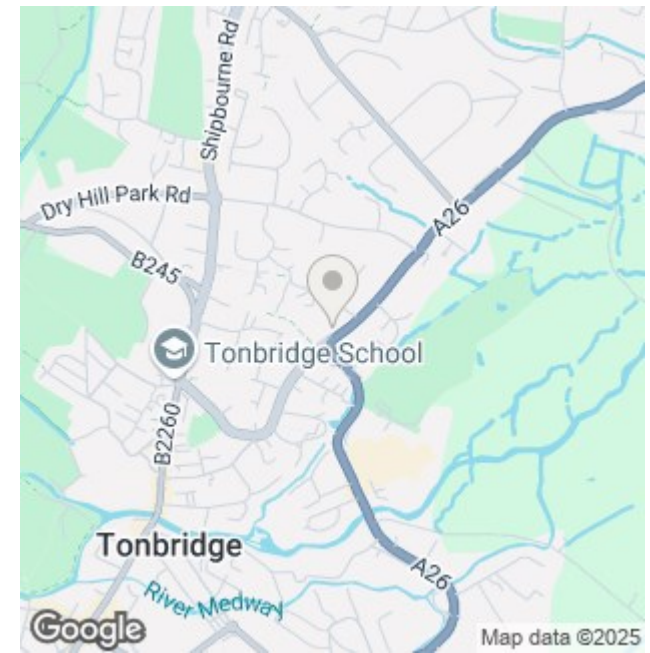 Shipbourne Rd
Dry Hill Park Rd
A26
B245
Tonbridge School
B2260
Tonbridge
A26
River Medway
Google
Map data ©2025